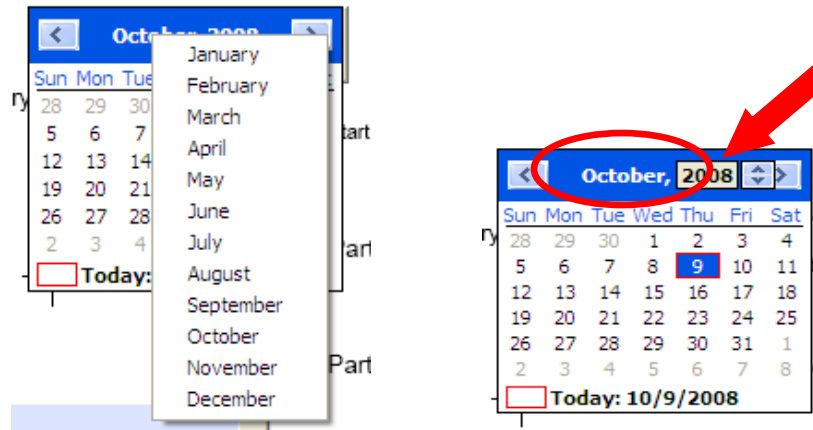 October, 2008
January
February
March
April
May
June
July
August
September
October
November
December
Sun Mon Tue
28 29 30
5 6 7
12 13 14
19 20 21
26 27 28
2 3 4
Today:
ry
tart
Part
Part
October, 2008
Sun Mon Tue Wed Thu Fri Sat
28 29 30 1 2 3 4
5 6 7 8 9 10 11
12 13 14 15 16 17 18
19 20 21 22 23 24 25
26 27 28 29 30 31 1
2 3 4 5 6 7 8
Today: 10/9/2008
ry